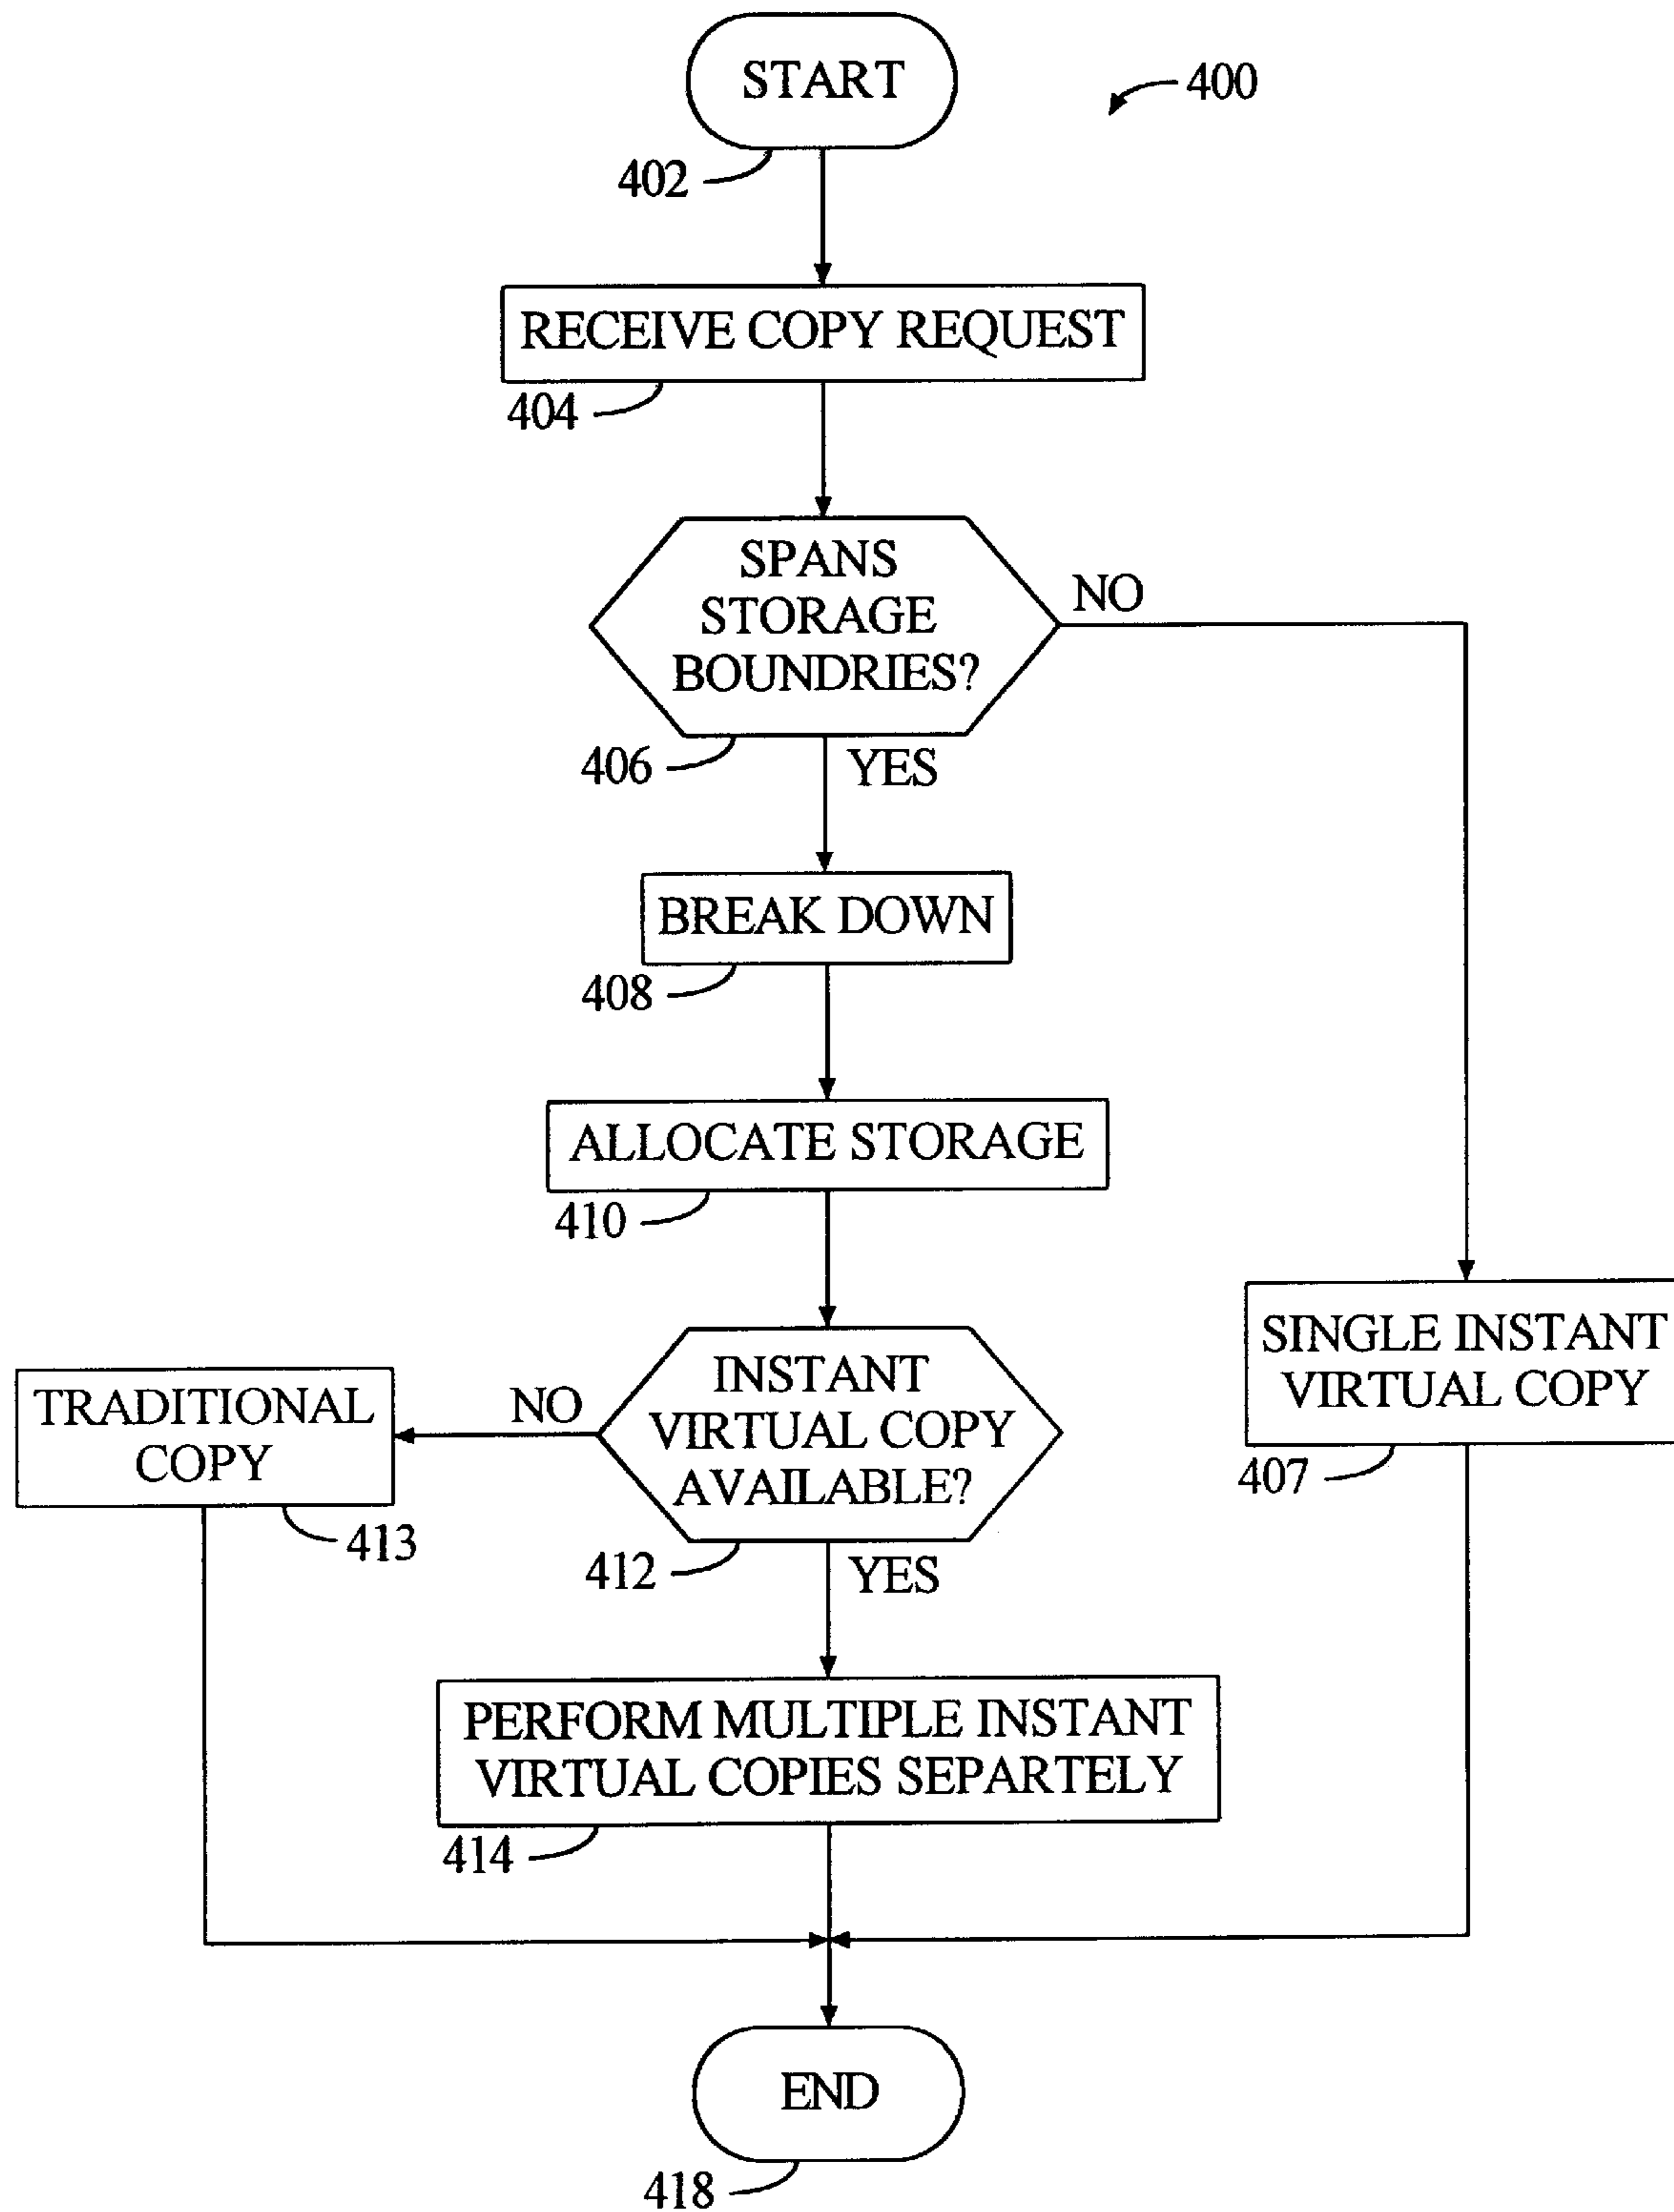 START
400
402
RECEIVE COPY REQUEST
404
SPANS
STORAGE
BOUNDRIES?
NO
406
YES
BREAK DOWN
408
ALLOCATE STORAGE
410
SINGLE INSTANT
VIRTUAL COPY
407
INSTANT
VIRTUAL COPY
AVAILABLE?
NO
TRADITIONAL
COPY
413
412
YES
PERFORM MULTIPLE INSTANT
VIRTUAL COPIES SEPARTELY
414
END
418